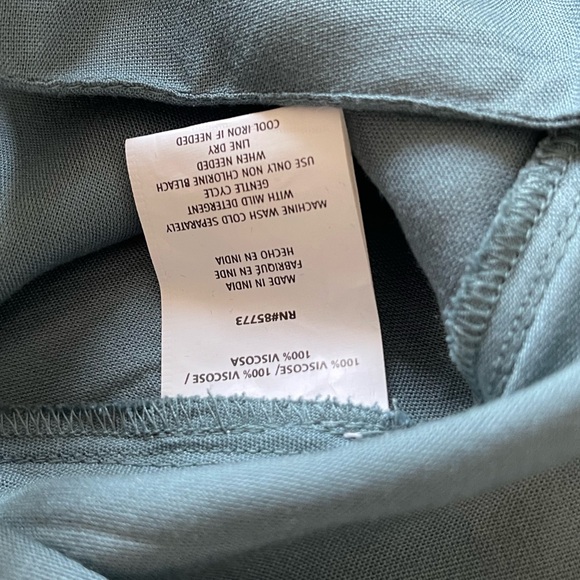 100% VISCOSE/ 100% VISCOSE/
100% VISCOSA
RN#85773
MADE IN INDIA
FABRIQUÉ EN INDE
HECHO EN INDIA
MACHINE WASH COLD SEPARATELY
WITH MILD DETERGENT
GENTLE CYCLE
USE ONLY NON CHLORINE BLEACH
WHEN NEEDED
LINE DRY
COOL IRON IF NEEDED